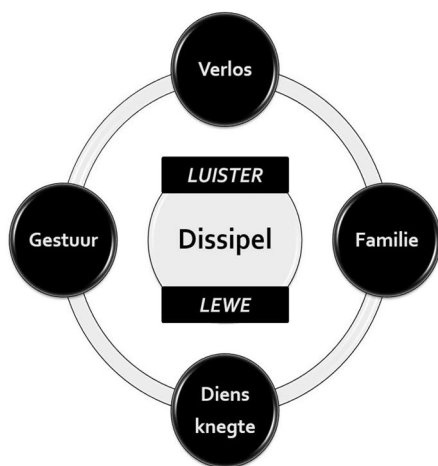 Verlos
LUISTER
Gestuur
Dissipel
Familie
LEWE
Diens
knegte